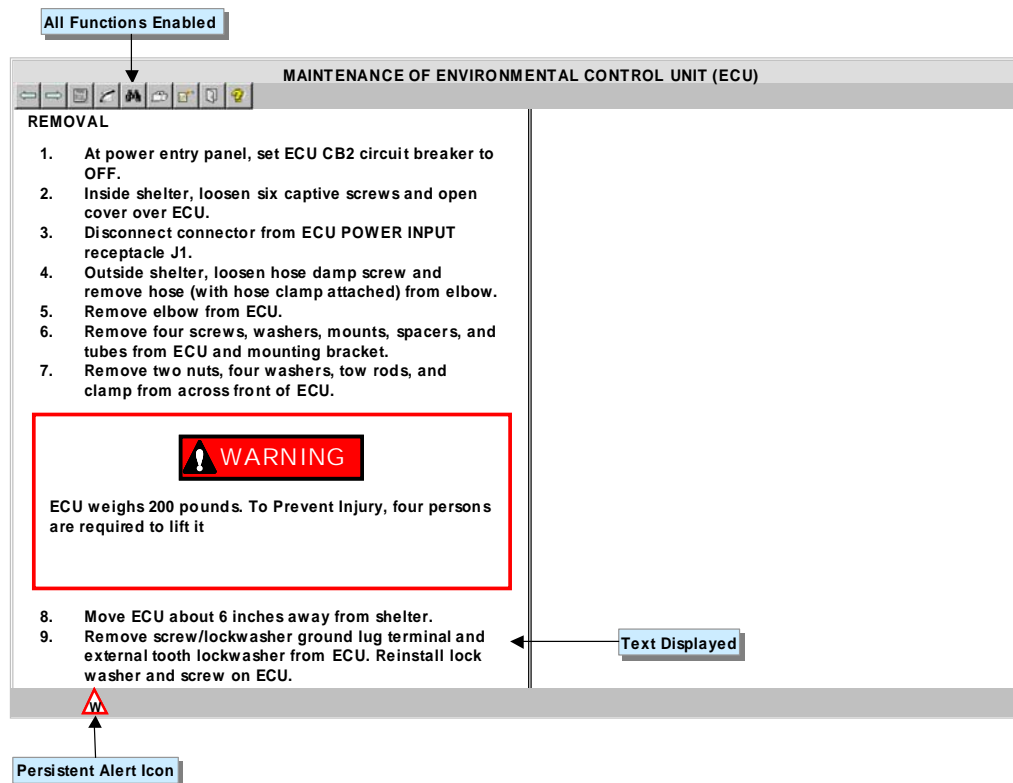 All Functions Enabled
MAINTENANCE OF ENVIRONMENTAL CONTROL UNIT (ECU)
REMOVAL
1. At power entry panel, set ECU CB2 circuit breaker to
OFF.
2. Inside shelter, loosen six captive screws and open
cover over ECU.
3. Disconnect connector from ECU POWER INPUT
receptacle J1.
4. Outside shelter, loosen hose damp screw and
remove hose (with hose clamp attached) from elbow.
5. Remove elbow from ECU.
6. Remove four screws, washers, mounts, spacers, and
tubes from ECU and mounting bracket.
7. Remove two nuts, four washers, tow rods, and
clamp from across front of ECU.
WARNING
ECU weighs 200 pounds. To Prevent Injury, four persons
are required to lift it
8. Move ECU about 6 inches away from shelter.
9. Remove screw/lockwasher ground lug terminal and
external tooth lockwasher from ECU. Reinstall lock
washer and screw on ECU.
Text Displayed
W
Persistent Alert Icon